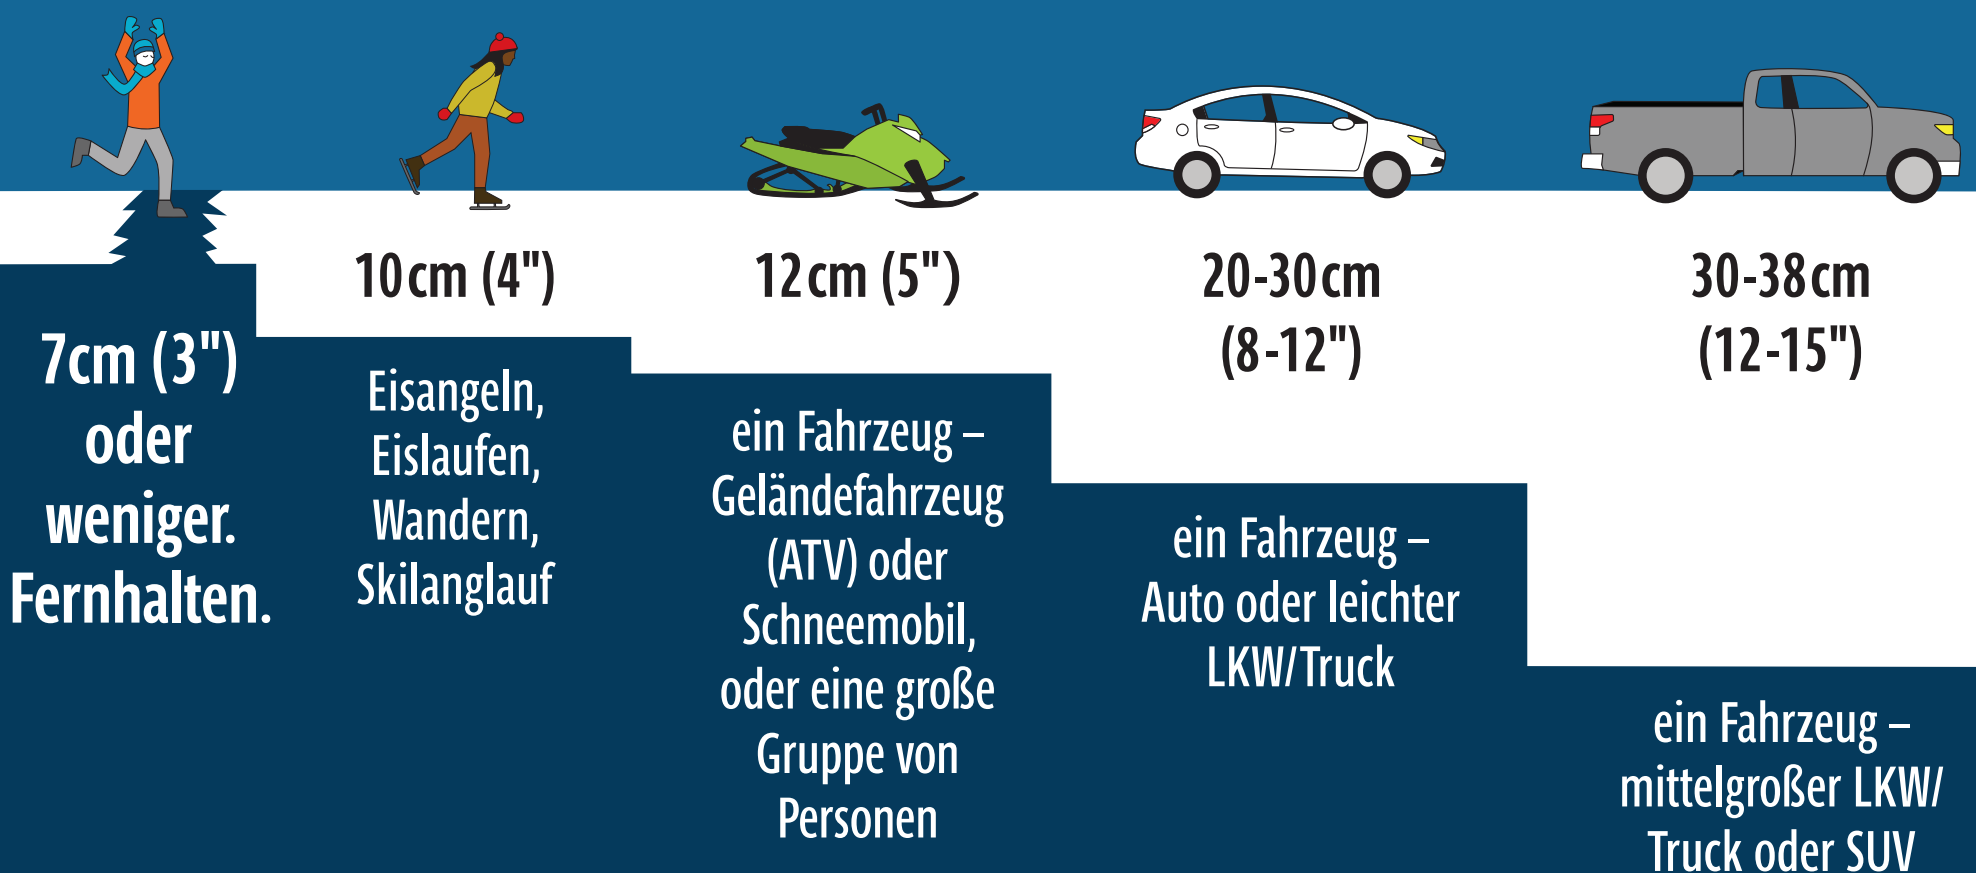 7cm (3")
oder
weniger.
Fernhalten.
10cm (4")
Eisangeln,
Eislaufen,
Wandern,
Skilanglauf
12cm (5")
ein Fahrzeug –
Geländefahrzeug
(ATV) oder
Schneemobil,
oder eine große
Gruppe von
Personen
20-30cm
(8-12")
ein Fahrzeug –
Auto oder leichter
LKW/Truck
30-38cm
(12-15")
ein Fahrzeug –
mittelgroßer LKW/
Truck oder SUV